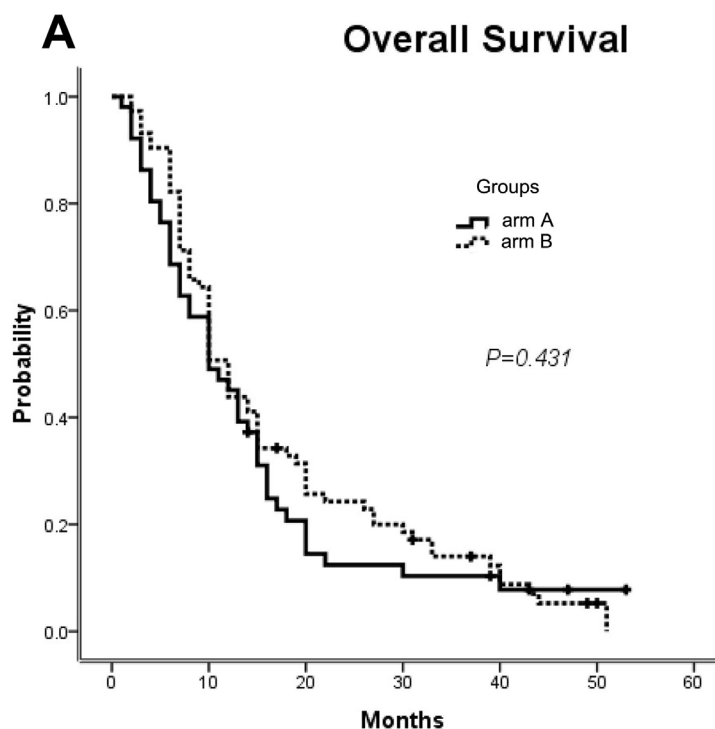 A
Overall Survival
1.0
0.8
0.6
0.4
0.2
0.0
Probability
Groups
arm A
arm B
P=0.431
0 10 20 30 40 50 60
Months